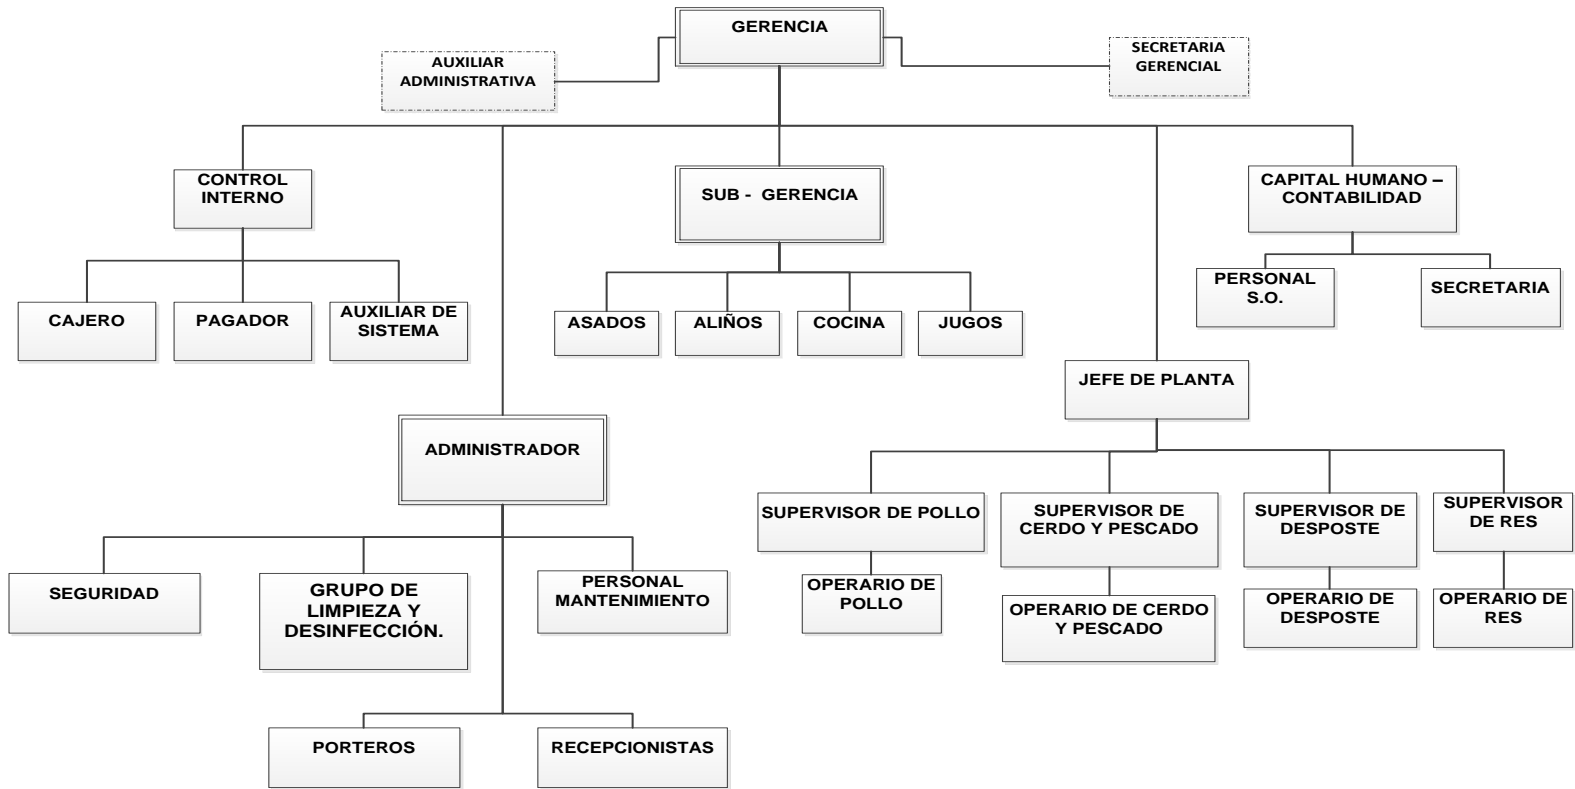 GERENCIA
AUXILIAR
ADMINISTRATIVA
SECRETARIA
GERENCIAL
CONTROL
INTERNO
SUB - GERENCIA
CAPITAL HUMANO –
CONTABILIDAD
CAJERO
PAGADOR
AUXILIAR DE
SISTEMA
ASADOS
ALIÑOS
COCINA
JUGOS
PERSONAL
S.O.
SECRETARIA
JEFE DE PLANTA
ADMINISTRADOR
SUPERVISOR DE POLLO
SUPERVISOR DE
CERDO Y PESCADO
SUPERVISOR DE
DESPOSTE
SUPERVISOR
DE RES
SEGURIDAD
GRUPO DE
LIMPIEZA Y
DESINFECCIÓN.
PERSONAL
MANTENIMIENTO
OPERARIO DE
POLLO
OPERARIO DE CERDO
Y PESCADO
OPERARIO DE
DESPOSTE
OPERARIO DE
RES
PORTEROS
RECEPCIONISTAS